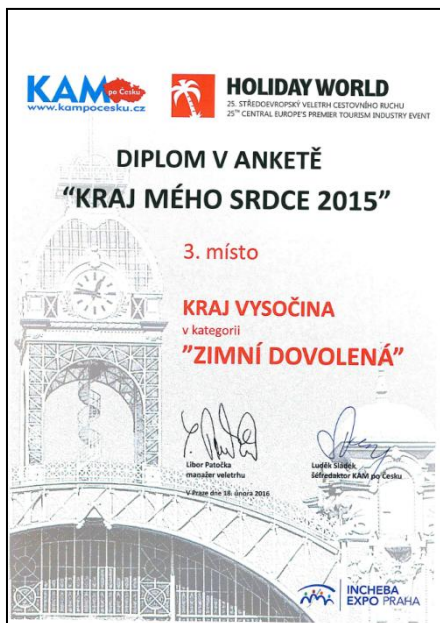 KAM po Česku
www.kampocesku.cz
HOLIDAY WORLD
25. STŘEDOEVROPSKÝ VELETRH CESTOVNÍHO RUCHU
25TH CENTRAL EUROPE'S PREMIER TOURISM INDUSTRY EVENT
DIPLOM V ANKETĚ
"KRAJ MÉHO SRDCE 2015"
3. místo
KRAJ VYSOČINA
v kategorii
"ZIMNÍ DOVOLENÁ"
Libor Patočka
manažer veletrhu
Luděk Sládek
šéfredaktor KAM po Česku
V Praze dne 18. února 2016
INCHEBA
EXPO PRAHA